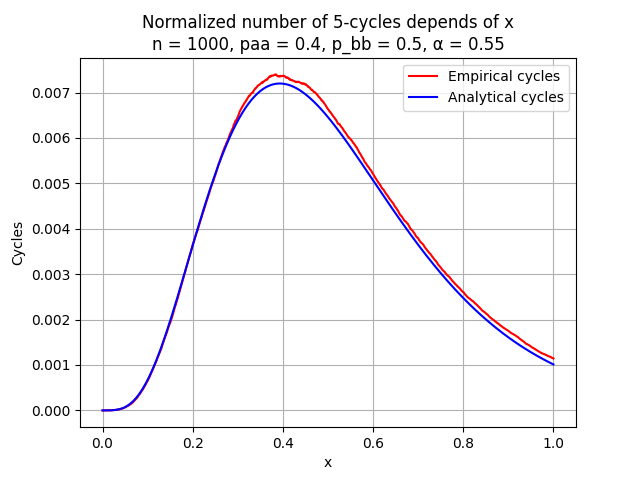 Normalized number of 5-cycles depends of x
n = 1000, paa = 0.4, p_bb = 0.5, α = 0.55
Empirical cycles
Analytical cycles
Cycles
0.007
0.006
0.005
0.004
0.003
0.002
0.001
0.000
0.0
0.2
0.4
0.6
0.8
1.0
x